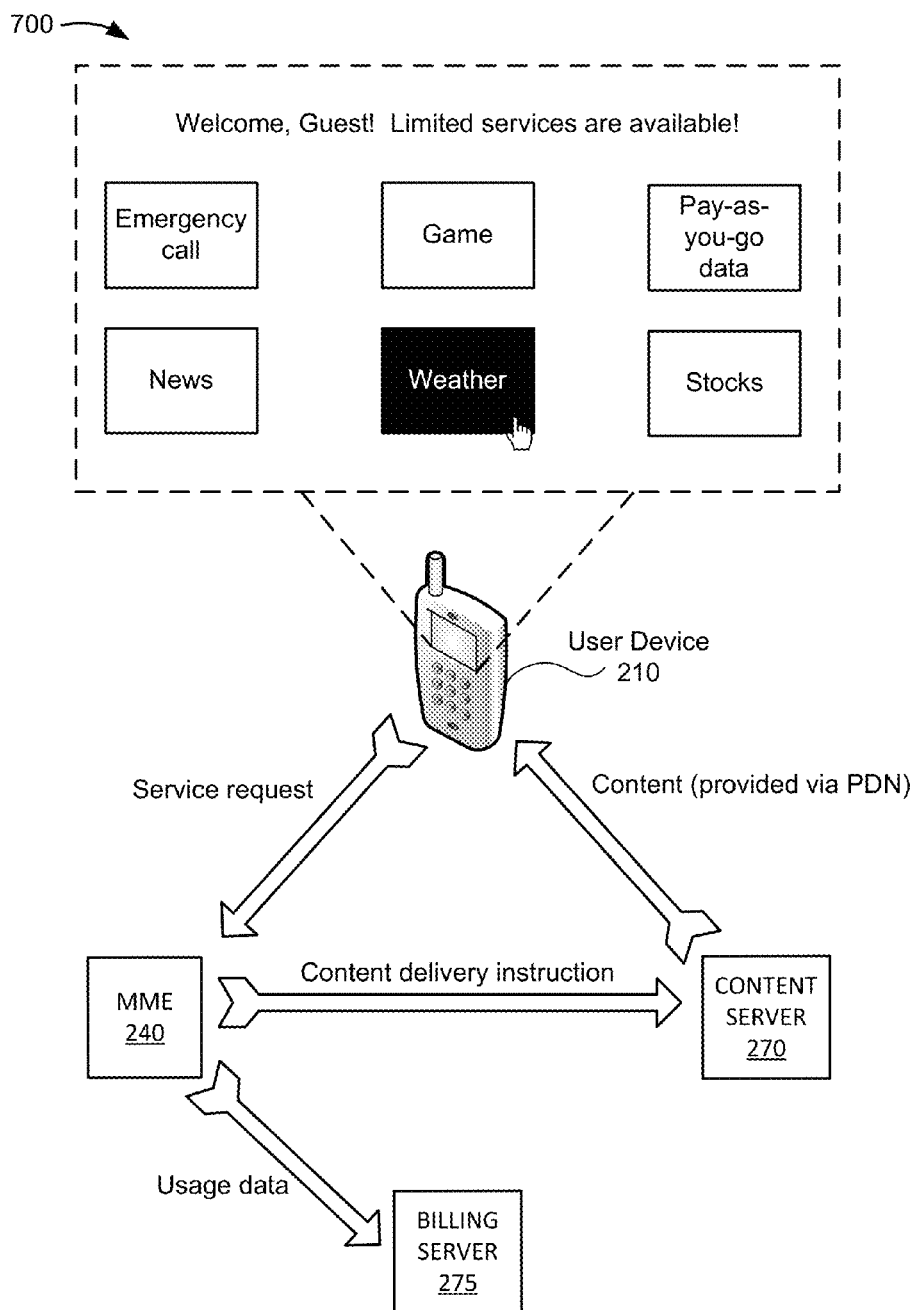 700
Welcome, Guest!  Limited services are available!
Emergency
call
Game
Pay-as-
you-go
data
News
Weather
Stocks
User Device
210
Service request
Content (provided via PDN)
Content delivery instruction
MME
240
CONTENT
SERVER
270
Usage data
BILLING
SERVER
275